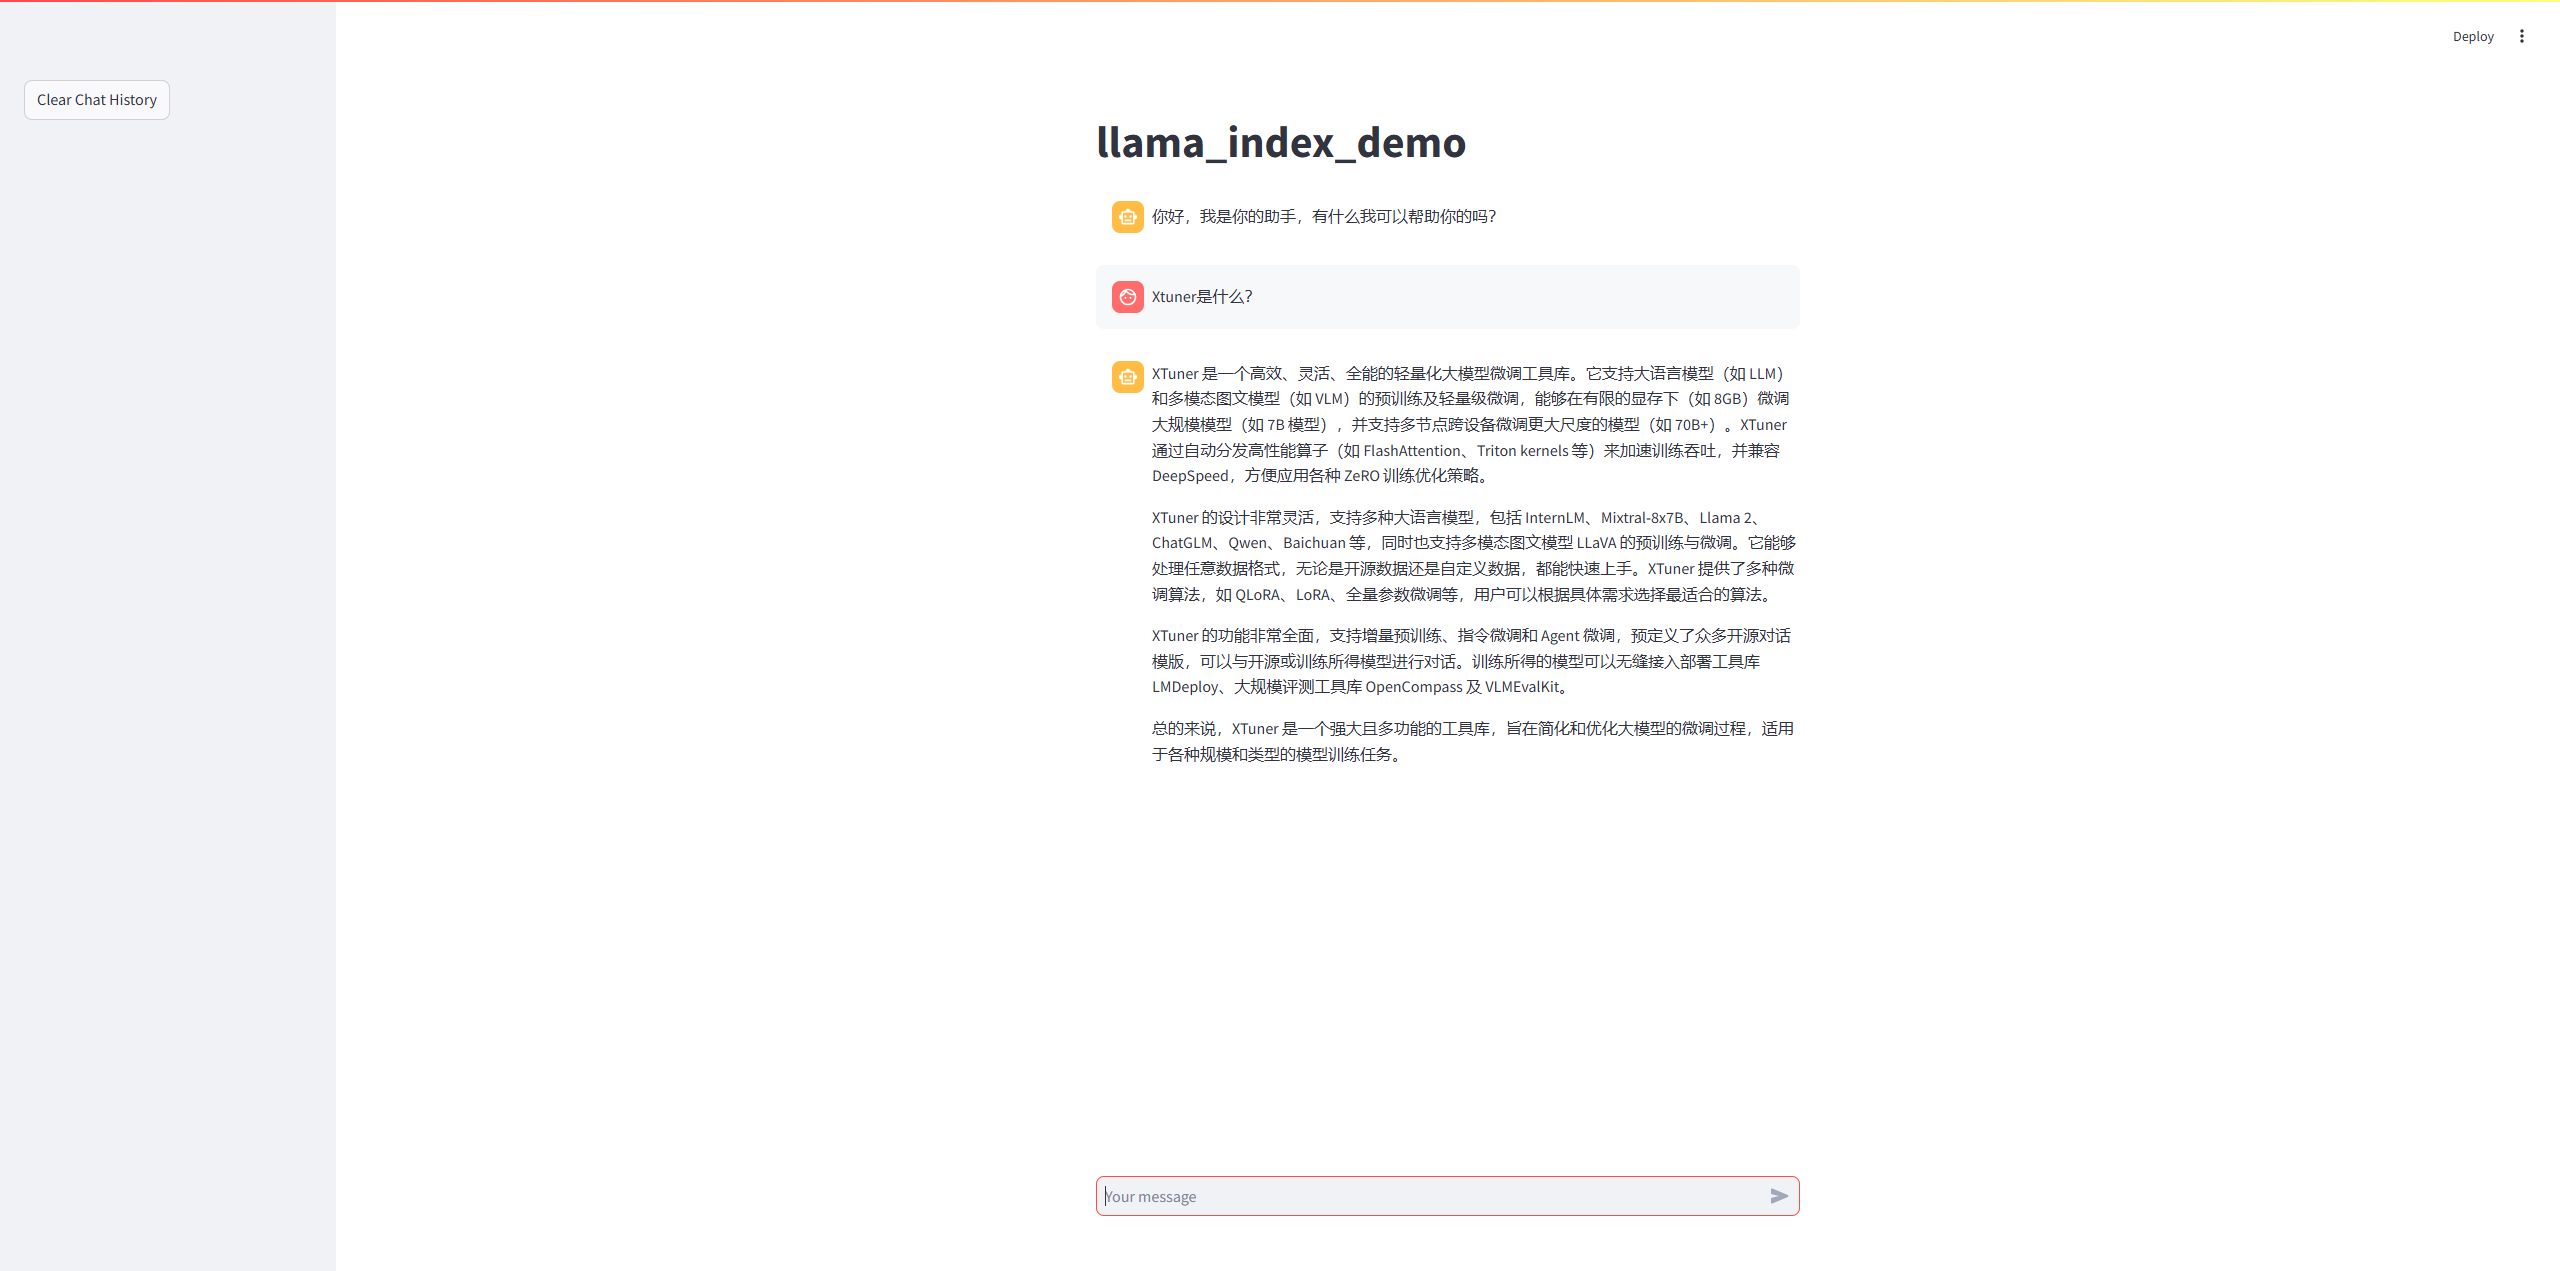 Deploy
Clear Chat History
llama_index_demo
你好，我是你的助手，有什么我可以帮助你的吗？
Xtuner是什么？
XTuner 是一个高效、灵活、全能的轻量化大模型微调工具库。它支持大语言模型（如 LLM）
和多模态图文模型（如 VLM）的预训练及轻量级微调，能够在有限的显存下（如 8GB）微调
大规模模型（如 7B 模型），并支持多节点跨设备微调更大尺度的模型（如 70B+）。XTuner
通过自动分发高性能算子（如 FlashAttention、Triton kernels 等）来加速训练吞吐，并兼容
DeepSpeed，方便应用各种 ZeRO 训练优化策略。
XTuner 的设计非常灵活，支持多种大语言模型，包括 InternLM、Mixtral-8x7B、Llama 2、
ChatGLM、Qwen、Baichuan 等，同时也支持多模态图文模型 LLaVA 的预训练与微调。它能够
处理任意数据格式，无论是开源数据还是自定义数据，都能快速上手。XTuner 提供了多种微
调算法，如 QLoRA、LoRA、全量参数微调等，用户可以根据具体需求选择最适合的算法。
XTuner 的功能非常全面，支持增量预训练、指令微调和 Agent 微调，预定义了众多开源对话
模版，可以与开源或训练所得模型进行对话。训练所得的模型可以无缝接入部署工具库
LMDeploy、大规模评测工具库 OpenCompass 及 VLMEvalKit。
总的来说，XTuner 是一个强大且多功能的工具库，旨在简化和优化大模型的微调过程，适用
于各种规模和类型的模型训练任务。
Your message